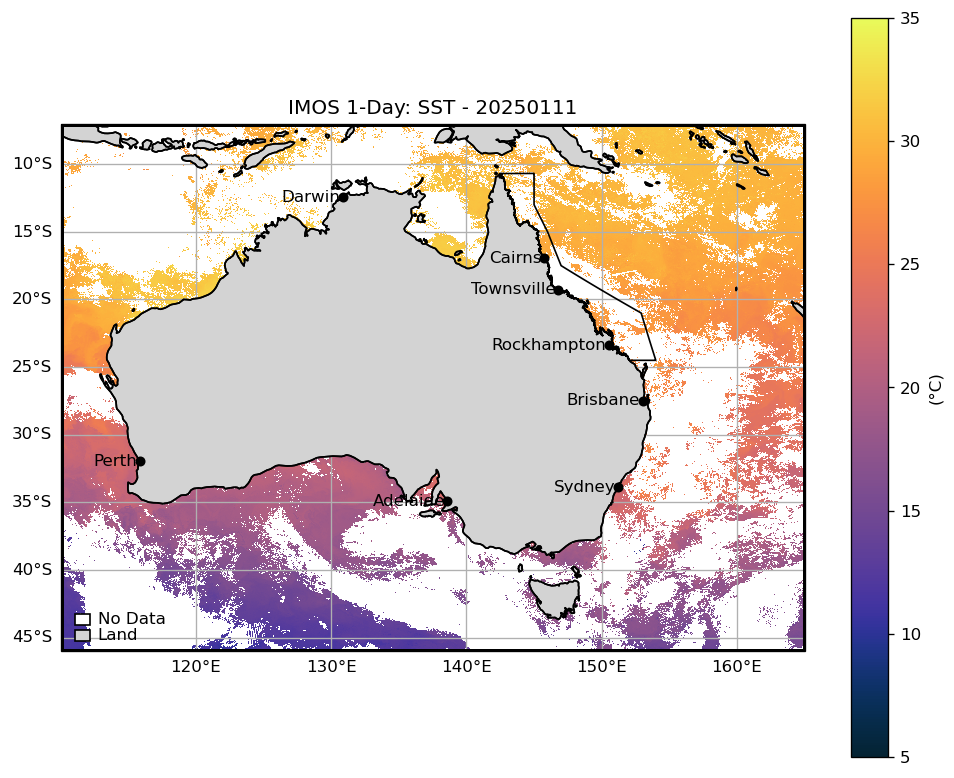 IMOS 1-Day: SST - 20250111
35
30
25
20
15
10
5
(°C)
10°S
15°S
20°S
25°S
30°S
35°S
40°S
45°S
Darwin
Cairns
Townsville
Rockhampton
Brisbane
Perth
Sydney
Adelaide
No Data
Land
120°E
130°E
140°E
150°E
160°E